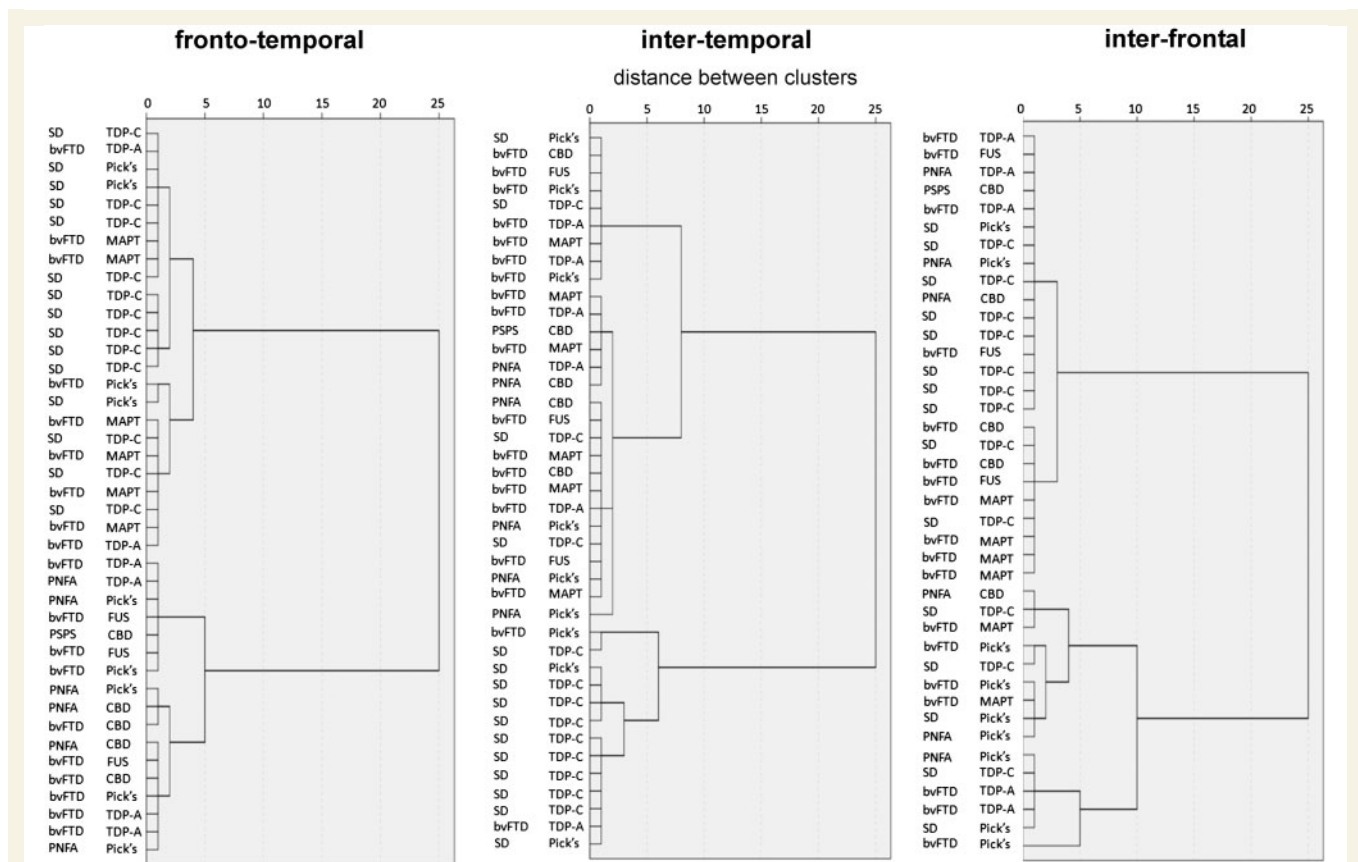 fronto-temporal
0 5 10 15 20 25
SD TDP-C
bvFTD TDP-A
SD Pick's
SD Pick's
SD TDP-C
SD TDP-C
bvFTD MAPT
bvFTD MAPT
SD TDP-C
SD TDP-C
SD TDP-C
SD TDP-C
SD TDP-C
SD TDP-C
bvFTD Pick's
SD Pick's
bvFTD MAPT
SD TDP-C
bvFTD MAPT
SD TDP-C
bvFTD MAPT
SD TDP-C
bvFTD MAPT
bvFTD TDP-A
bvFTD TDP-A
PNFA TDP-A
PNFA Pick's
bvFTD FUS
PSPS CBD
bvFTD FUS
bvFTD Pick's
PNFA Pick's
PNFA CBD
bvFTD CBD
PNFA CBD
bvFTD FUS
bvFTD CBD
bvFTD Pick's
bvFTD TDP-A
bvFTD TDP-A
PNFA Pick's
inter-temporal
distance between clusters
0 5 10 15 20 25
SD Pick's
bvFTD CBD
bvFTD FUS
bvFTD Pick's
SD TDP-C
bvFTD TDP-A
bvFTD MAPT
bvFTD TDP-A
bvFTD Pick's
bvFTD MAPT
bvFTD TDP-A
PSPS CBD
bvFTD MAPT
PNFA TDP-A
PNFA CBD
PNFA CBD
bvFTD FUS
SD TDP-C
bvFTD MAPT
bvFTD CBD
bvFTD MAPT
bvFTD TDP-A
PNFA Pick's
SD TDP-C
bvFTD FUS
PNFA Pick's
bvFTD MAPT
PNFA Pick's
bvFTD Pick's
SD TDP-C
SD Pick's
SD TDP-C
SD TDP-C
SD TDP-C
SD TDP-C
SD TDP-C
SD TDP-C
SD TDP-C
SD TDP-C
bvFTD TDP-A
SD Pick's
inter-frontal
0 5 10 15 20 25
bvFTD TDP-A
bvFTD FUS
PNFA TDP-A
PSPS CBD
bvFTD TDP-A
SD Pick's
SD TDP-C
PNFA Pick's
SD TDP-C
PNFA CBD
SD TDP-C
SD TDP-C
bvFTD FUS
SD TDP-C
SD TDP-C
SD TDP-C
bvFTD CBD
SD TDP-C
bvFTD CBD
bvFTD FUS
bvFTD MAPT
SD TDP-C
bvFTD MAPT
bvFTD MAPT
bvFTD MAPT
PNFA CBD
SD TDP-C
bvFTD MAPT
bvFTD Pick's
SD TDP-C
bvFTD Pick's
bvFTD MAPT
SD Pick's
PNFA Pick's
PNFA Pick's
SD TDP-C
bvFTD TDP-A
bvFTD TDP-A
SD Pick's
bvFTD Pick's